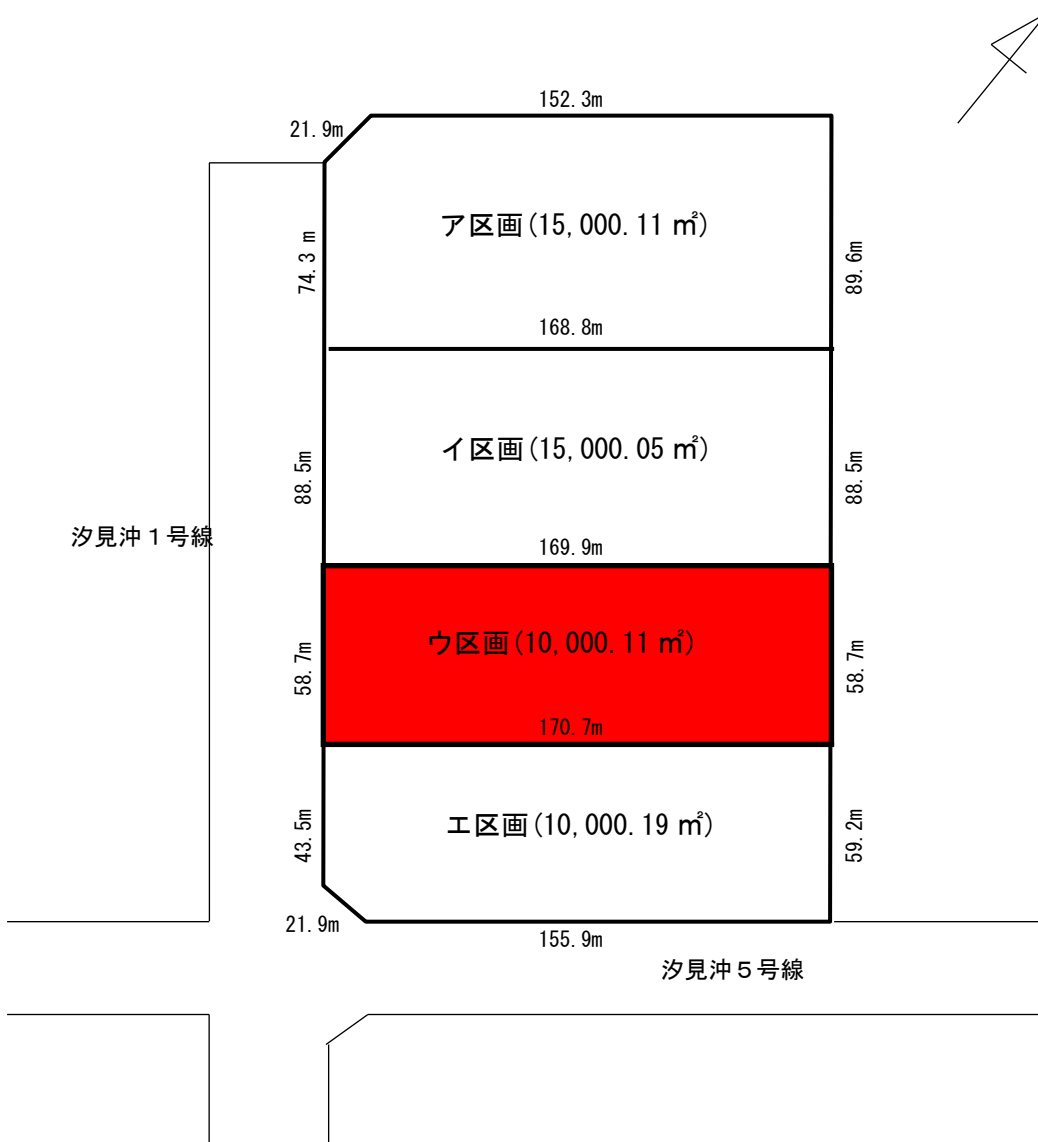 152.3m
21.9m
ア区画(15,000.11 ㎡)
74.3 m
89.6m
168.8m
イ区画(15,000.05 ㎡)
88.5m
88.5m
汐見沖１号線
169.9m
ウ区画(10,000.11 ㎡)
58.7m
58.7m
170.7m
エ区画(10,000.19 ㎡)
43.5m
59.2m
21.9m
155.9m
汐見沖５号線